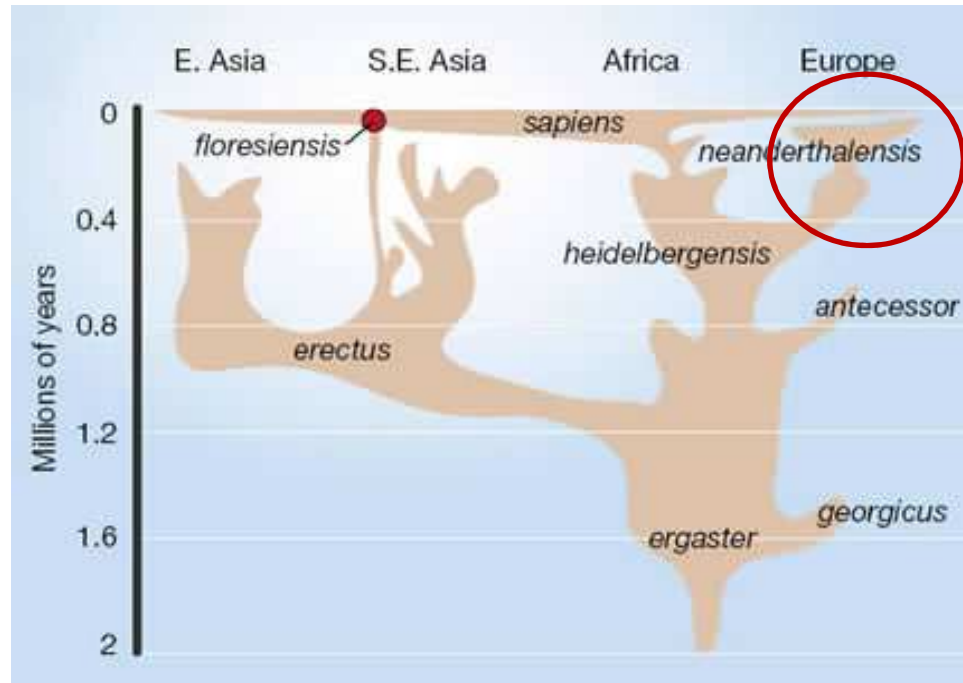 E. Asia S.E. Asia Africa Europe
0
sapiens
floresiensis
neanderthalensis
0.4
heidelbergensis
antecessor
0.8
erectus
1.2
georgicus
1.6
ergaster
2
Millions of years